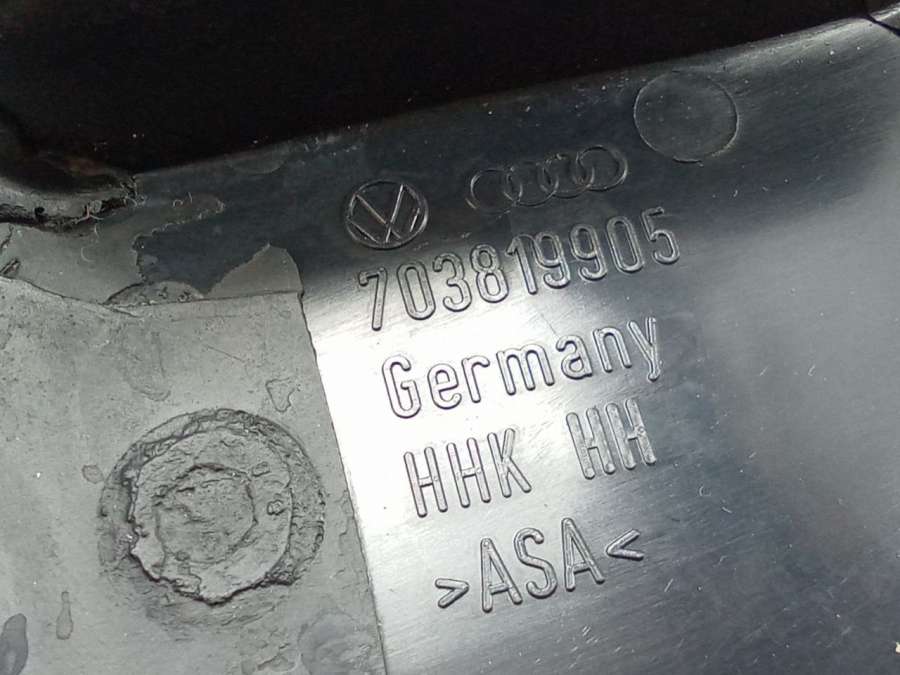 703819905
Germany
HHK HH
>ASA<